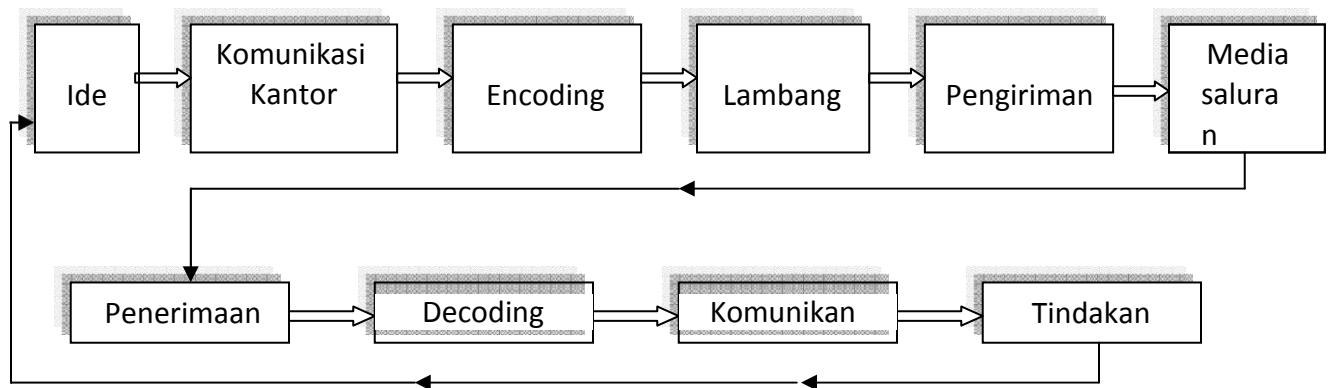 Ide
Komunikasi
Kantor
Encoding
Lambang
Pengiriman
Media
salura
n
Penerimaan
Decoding
Komunikan
Tindakan